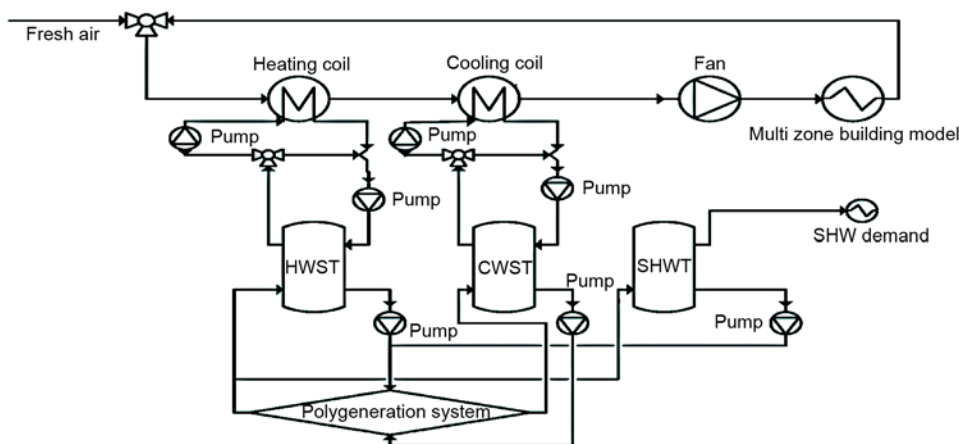 Fresh air
Heating coil
Cooling coil
Fan
Multi zone building model
Pump
Pump
Pump
Pump
SHW demand
HWST
CWST
SHWT
Pump
Pump
Pump
Polygeneration system